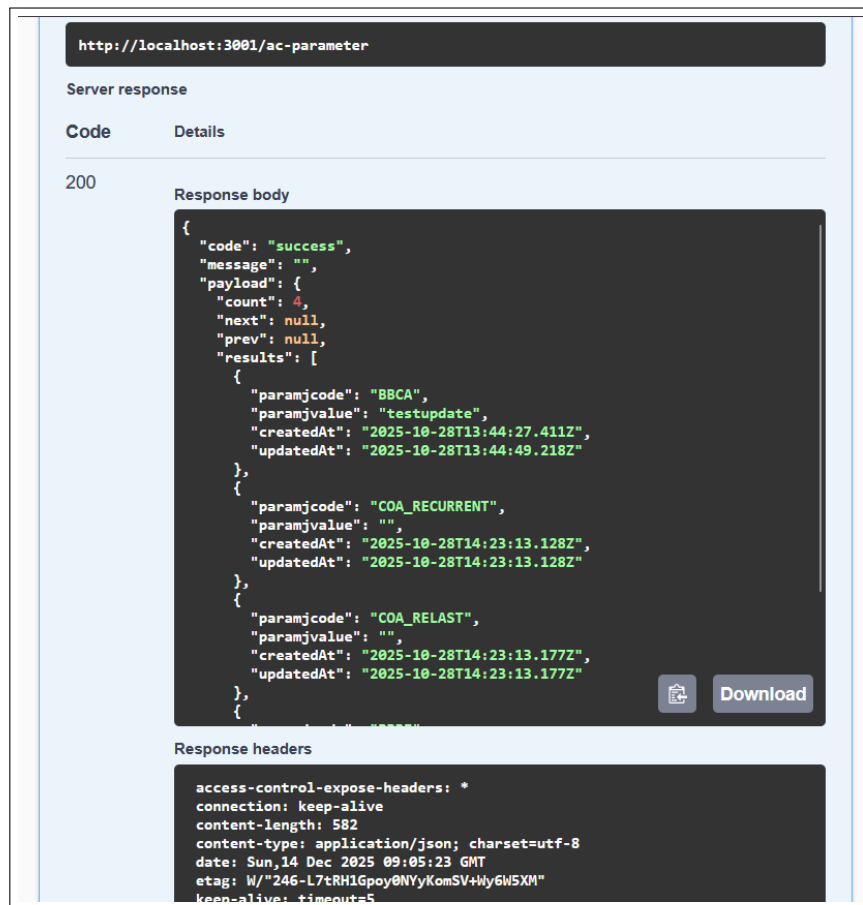 http://localhost:3001/ac-parameter
Server response
Code Details
200
Response body
{
"code": "success",
"message": "",
"payload": {
"count": 4,
"next": null,
"prev": null,
"results": [
{
"paramjcode": "BBCA",
"paramjvalue": "testupdate",
"createdAt": "2025-10-28T13:44:27.411Z",
"updatedAt": "2025-10-28T13:44:49.218Z"
},
{
"paramjcode": "COA_RECURRENT",
"paramjvalue": "",
"createdAt": "2025-10-28T14:23:13.128Z",
"updatedAt": "2025-10-28T14:23:13.128Z"
},
{
"paramjcode": "COA_RELAST",
"paramjvalue": "",
"createdAt": "2025-10-28T14:23:13.177Z",
"updatedAt": "2025-10-28T14:23:13.177Z"
},
{
Download
Response headers
access-control-expose-headers: *
connection: keep-alive
content-length: 582
content-type: application/json; charset=utf-8
date: Sun,14 Dec 2025 09:05:23 GMT
etag: W/"246-L7tRH1Gpoy0NYyKomSV+Wy6W5XM"
keep-alive: timeout=5